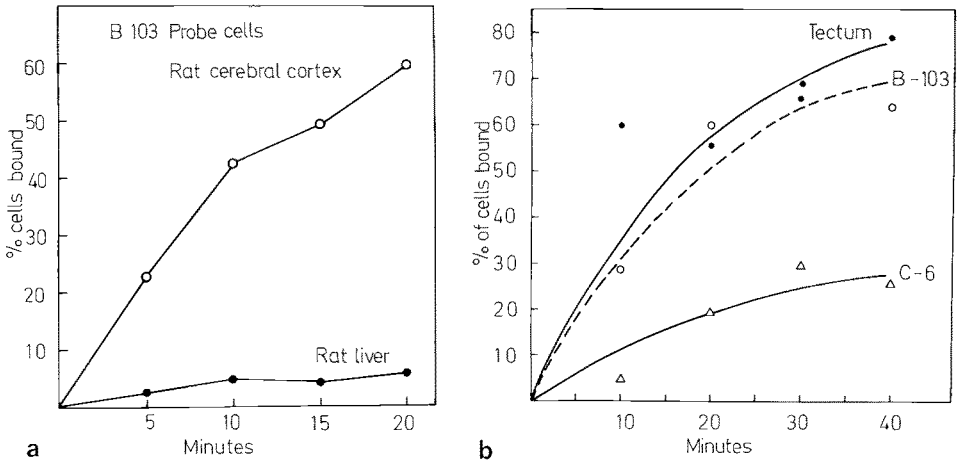 B 103 Probe cells
Rat cerebral cortex
60
50
40
30
20
10
% cells bound
Rat liver
5 10 15 20
Minutes
a
80
70
60
50
40
30
20
10
% of cells bound
Tectum
B-103
C-6
10 20 30 40
Minutes
b